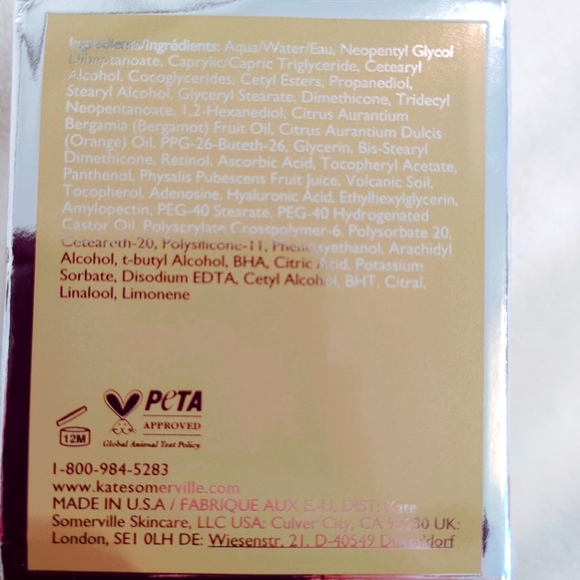 Ingredients/Ingrédients: Aqua/Water/Eau, Neopentyl Glycol
Diheptanoate, Caprylic/Capric Triglyceride, Cetearyl
Alcohol, Cocoglycerides, Cetyl Esters, Propanediol,
Stearyl Alcohol, Glyceryl Stearate, Dimethicone, Tridecyl
Neopentanoate, 1,2-Hexanediol, Citrus Aurantium
Bergamia (Bergamot) Fruit Oil, Citrus Aurantium Dulcis
(Orange) Oil, PPG-26-Buteth-26, Glycerin, Bis-Stearyl
Dimethicone, Retinol, Ascorbic Acid, Tocopheryl Acetate,
Panthenol, Physalis Pubescens Fruit Juice, Volcanic Soil,
Tocopherol, Adenosine, Hyaluronic Acid, Ethylhexylglycerin,
Amylopectin, PEG-40 Stearate, PEG-40 Hydrogenated
Castor Oil, Polyacrylate Crosspolymer-6, Polysorbate 20,
Ceteareth-20, Polysilicone-11, Phenoxyethanol, Arachidyl
Alcohol, t-butyl Alcohol, BHA, Citric Acid, Potassium
Sorbate, Disodium EDTA, Cetyl Alcohol, BHT, Citral,
Linalool, Limonene
PETA
APPROVED
Global Animal Test Policy
12M
1-800-984-5283
www.katesomerville.com
MADE IN U.S.A / FABRIQUE AUX E.-U. DIST: Kate
Somerville Skincare, LLC USA: Culver City, CA 90230 UK:
London, SE1 0LH DE: Wiesenstr. 21, D-40549 Düsseldorf